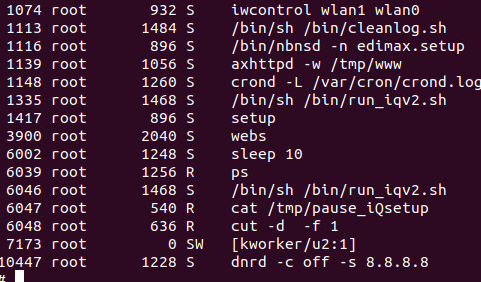 1074 root 932 S iwcontrol wlan1 wlan0
1113 root 1484 S /bin/sh /bin/cleanlog.sh
1116 root 896 S /bin/nbnsd -n edimax.setup
1139 root 1056 S axhttpd -w /tmp/www
1148 root 1260 S crond -L /var/cron/crond.log
1335 root 1468 S /bin/sh /bin/run_iqv2.sh
1417 root 896 S setup
3900 root 2040 S webs
6002 root 1248 S sleep 10
6039 root 1256 R ps
6046 root 1468 S /bin/sh /bin/run_iqv2.sh
6047 root 540 R cat /tmp/pause_iQsetup
6048 root 636 R cut -d  -f 1
7173 root 0 SW [kworker/u2:1]
10447 root 1228 S dnrd -c off -s 8.8.8.8
#